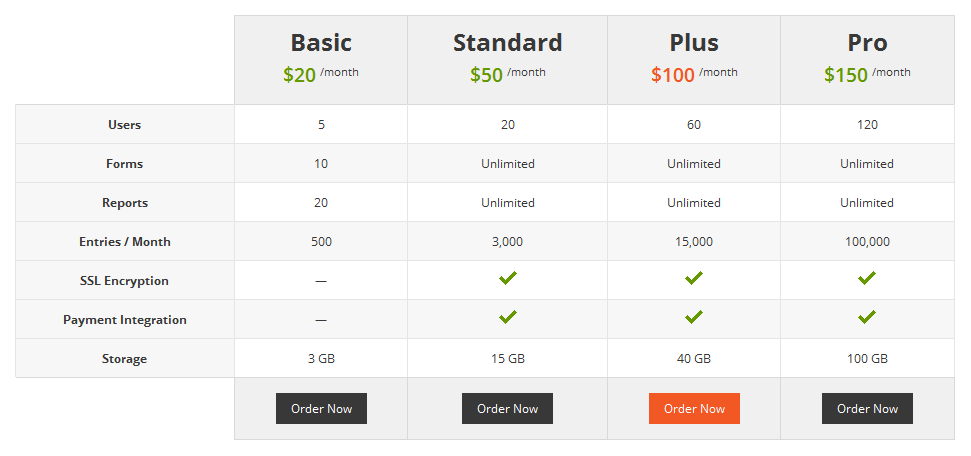 Basic Standard Plus Pro
$20 /month $50 /month $100 /month $150 /month
Users 5 20 60 120
Forms 10 Unlimited Unlimited Unlimited
Reports 20 Unlimited Unlimited Unlimited
Entries / Month 500 3,000 15,000 100,000
SSL Encryption —
Payment Integration —
Storage 3 GB 15 GB 40 GB 100 GB
Order Now Order Now Order Now Order Now